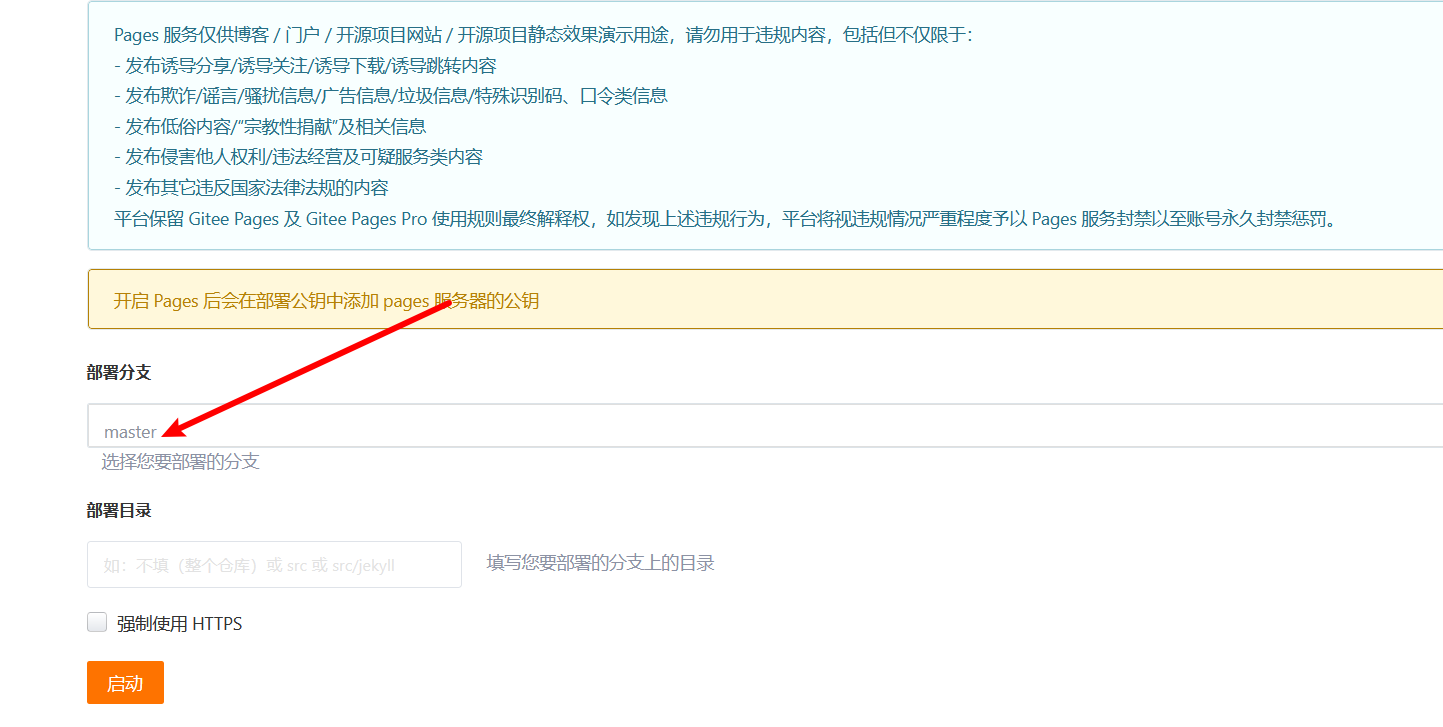 Pages 服务仅供博客 / 门户 / 开源项目网站 / 开源项目静态效果演示用途，请勿用于违规内容，包括但不仅限于：
- 发布诱导分享/诱导关注/诱导下载/诱导跳转内容
- 发布欺诈/谣言/骚扰信息/广告信息/垃圾信息/特殊识别码、口令类信息
- 发布低俗内容/“宗教性捐献”及相关信息
- 发布侵害他人权利/违法经营及可疑服务类内容
- 发布其它违反国家法律法规的内容
平台保留 Gitee Pages 及 Gitee Pages Pro 使用规则最终解释权，如发现上述违规行为，平台将视违规情况严重程度予以 Pages 服务封禁以至账号永久封禁惩罚。
开启 Pages 后会在部署公钥中添加 pages 服务器的公钥
部署分支
master
选择您要部署的分支
部署目录
如：不填（整个仓库）或 src 或 src/jekyll
填写您要部署的分支上的目录
强制使用 HTTPS
启动